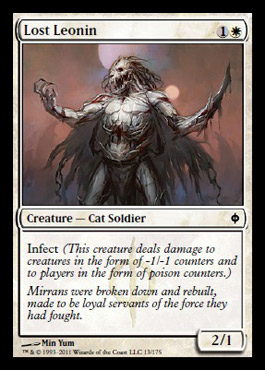 Lost Leonin 1
Creature — Cat Soldier
Infect (This creature deals damage to
creatures in the form of -1/-1 counters and
to players in the form of poison counters.)
Mirrans were broken down and rebuilt,
made to be loyal servants of the force they
had fought.
Min Yum
™ & © 1993–2011 Wizards of the Coast LLC 13/175
2/1